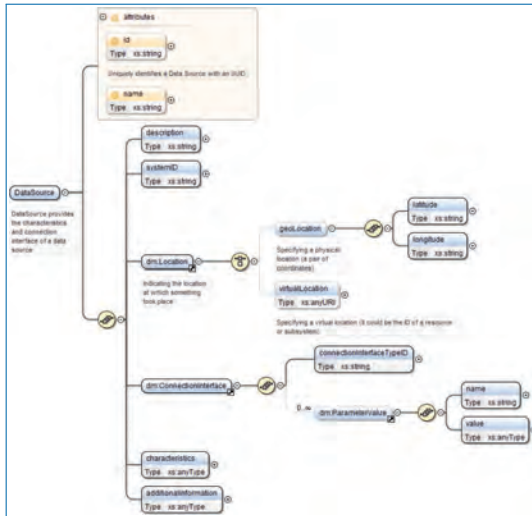 attributes
id
Type xs:string
Uniquely identifies a Data Source with an UUID
name
Type xs:string
description
Type xs:string
systemID
Type xs:string
DataSource
DataSource provides
the characteristics
and connection
interface of a data
source
dm:Location
Indicating the location
at which something
took place
geoLocation
Specifying a physical
location (a pair of
coordinates)
latitude
Type xs:string
longitude
Type xs:string
virtualLocation
Type xs:anyURI
Specifying a virtual location (it could be the ID of a resource
or subsystem)
dm:ConnectionInterface
connectionInterfaceTypeID
Type xs:string
0..∞
dm:ParameterValue
name
Type xs:string
value
Type xs:anyType
characteristics
Type xs:anyType
additionalInformation
Type xs:anyType